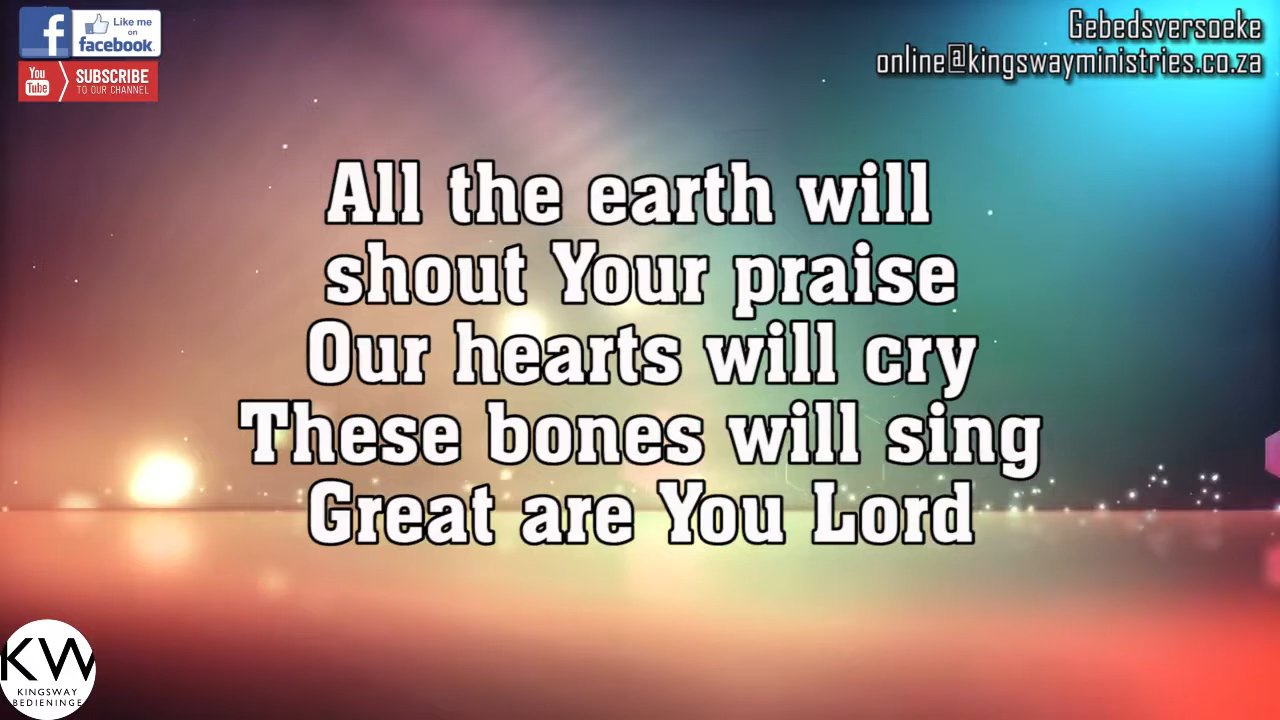 f
Like me
on
facebook.
You
Tube
SUBSCRIBE
TO OUR CHANNEL
Gebedsversoeke
online@kingswayministries.co.za
All the earth will
shout Your praise
Our hearts will cry
These bones will sing
Great are You Lord
KW
KINGSWAY
BEDIENINGE